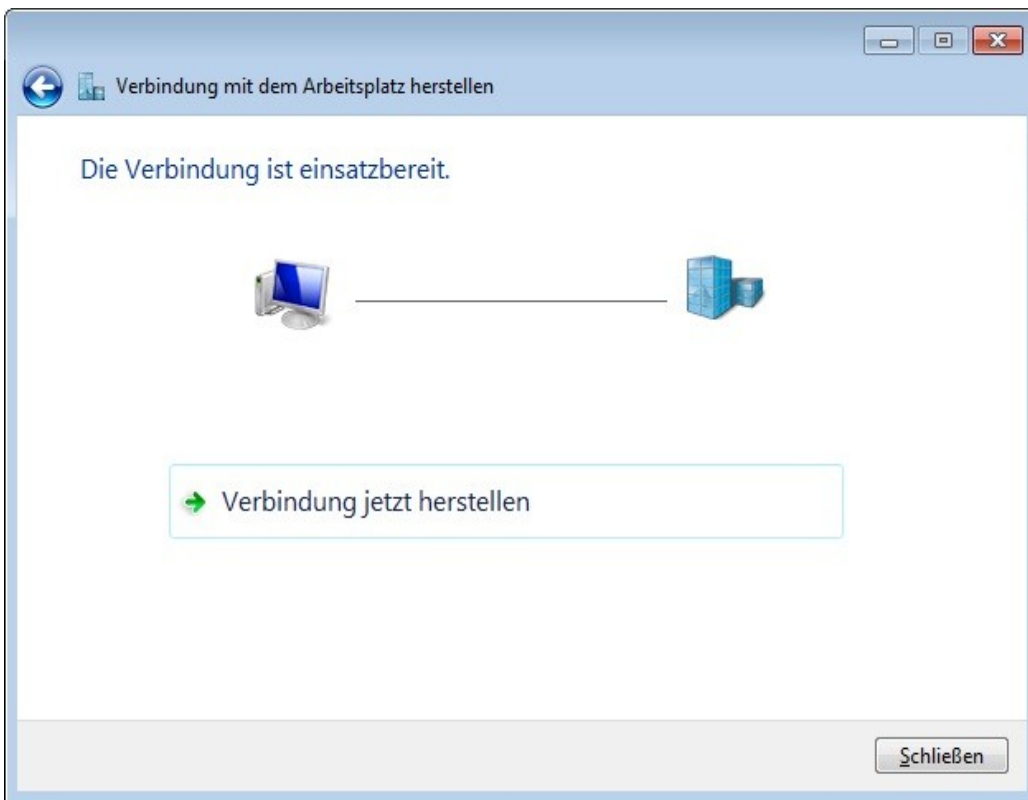 Verbindung mit dem Arbeitsplatz herstellen
Die Verbindung ist einsatzbereit.
Verbindung jetzt herstellen
Schließen